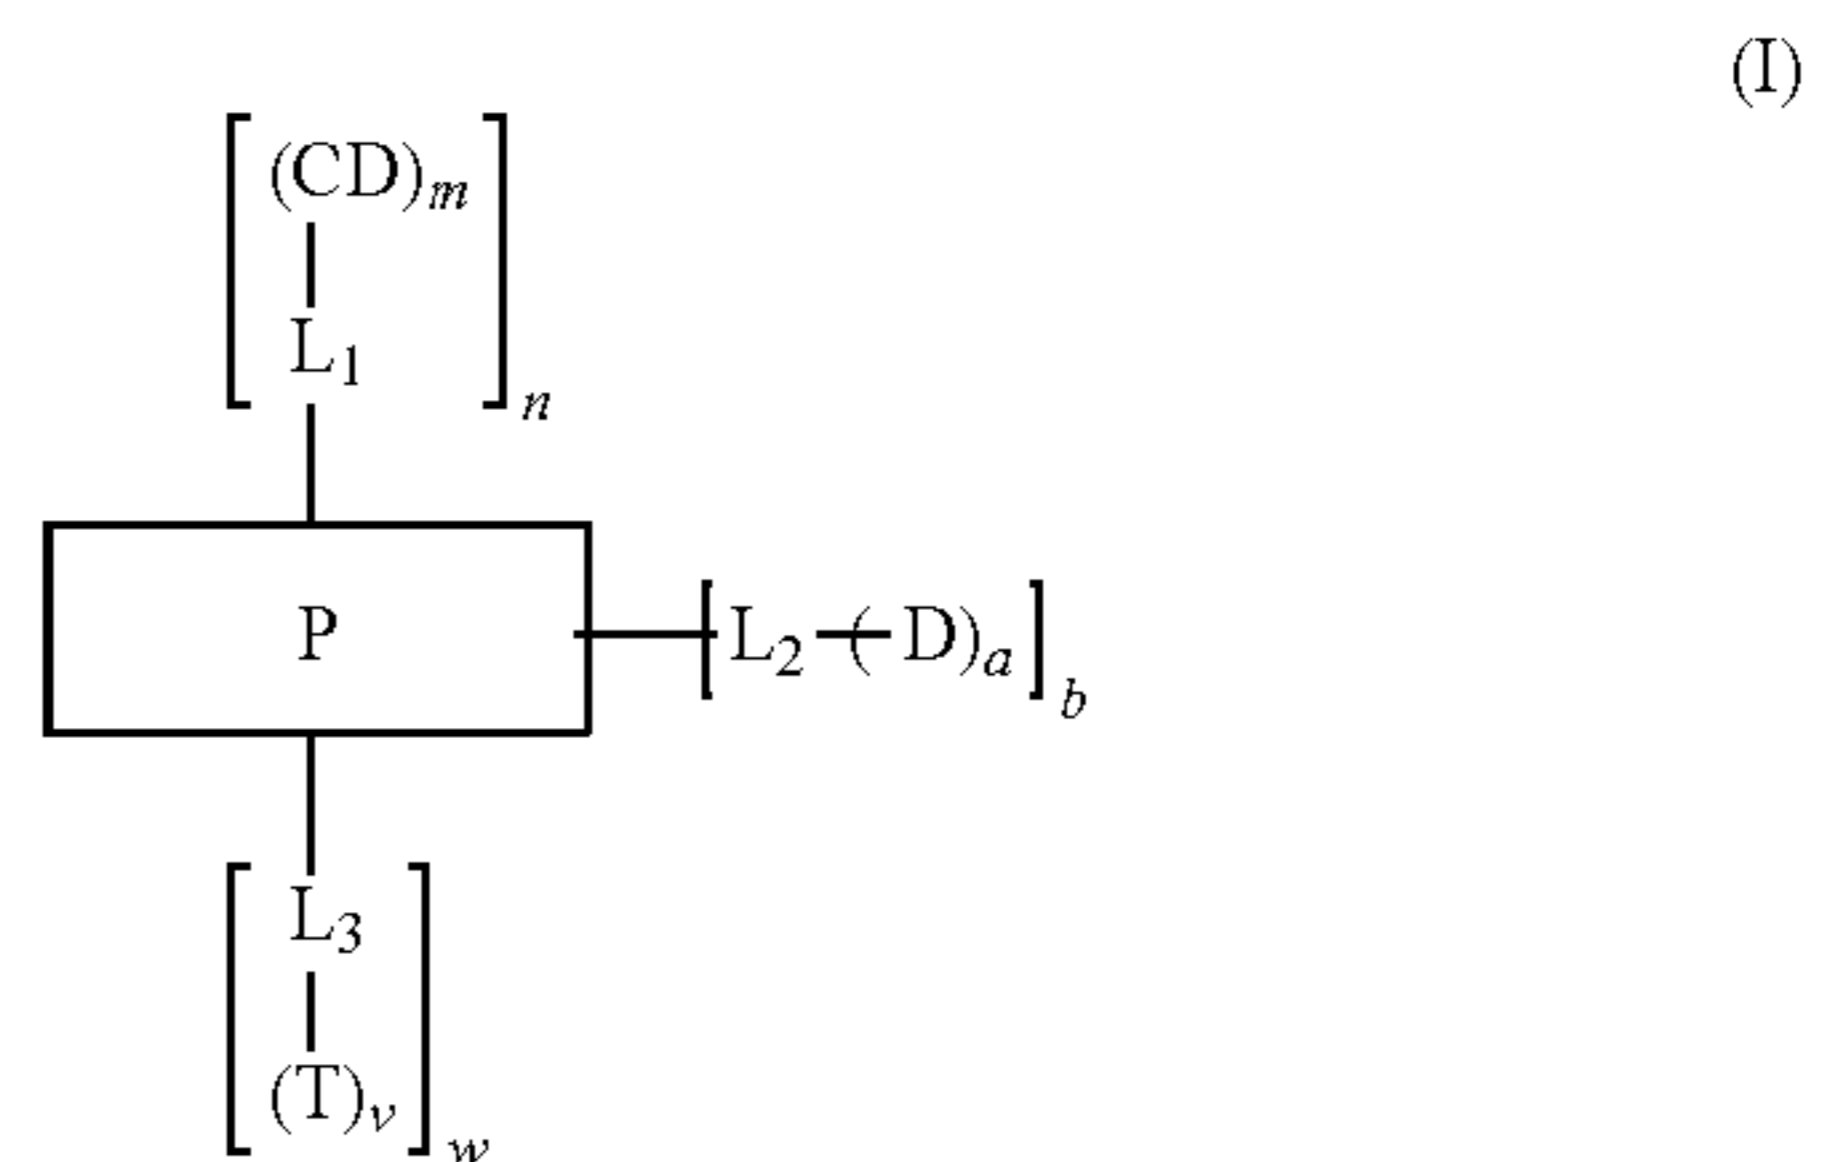 (I)
[(CD)m
L1]n
P
[L2—(D)a]b
[L3
(T)v]w